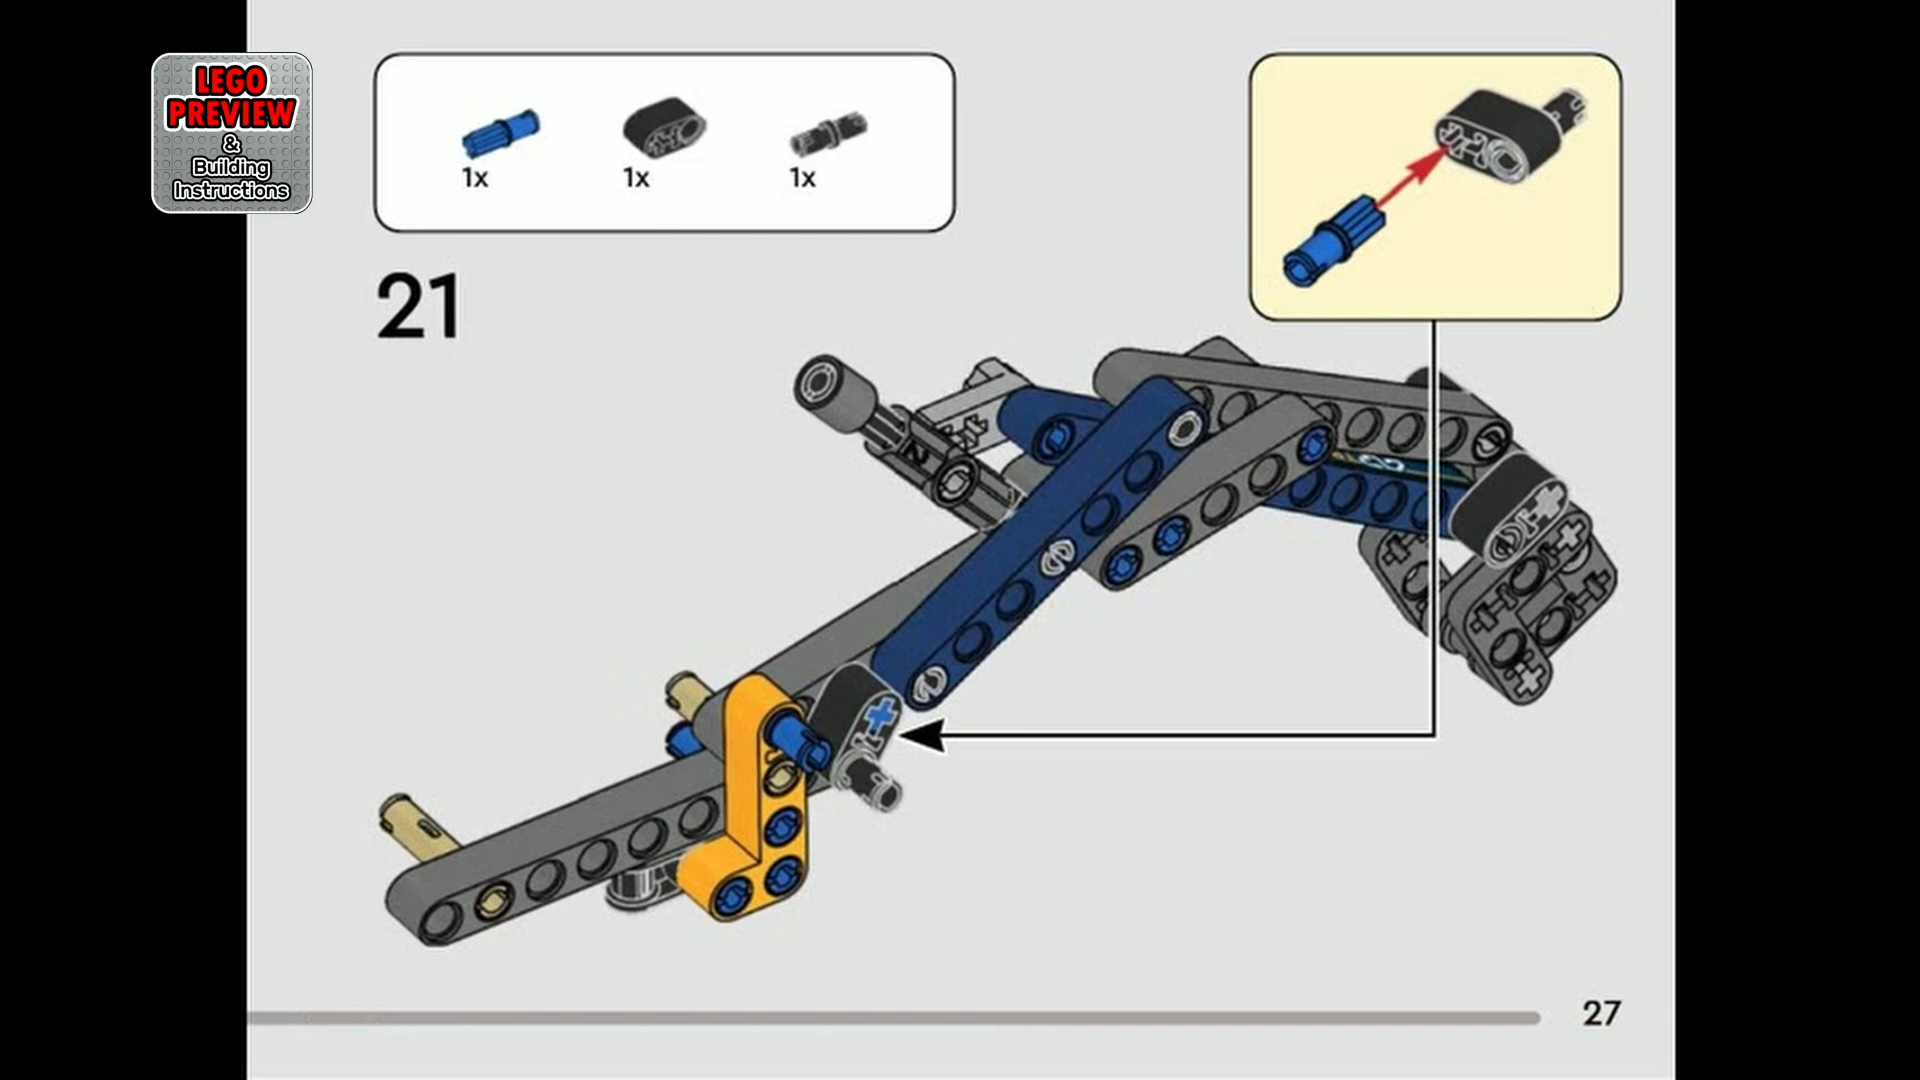 LEGO
PREVIEW
&
Building
Instructions
1x
1x
1x
21
27